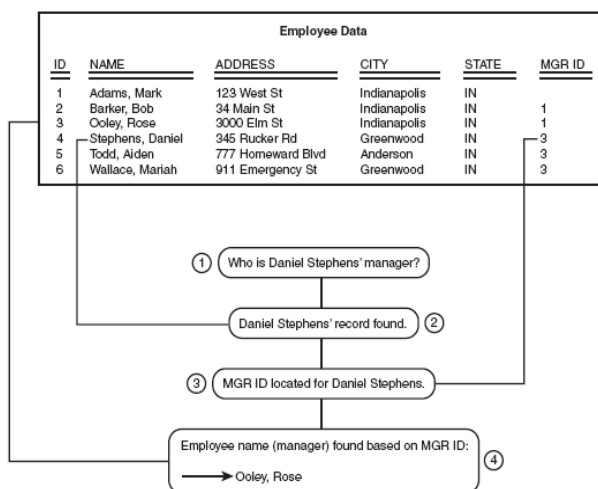 Employee Data
ID NAME ADDRESS CITY STATE MGR ID
1 Adams, Mark 123 West St Indianapolis IN
2 Barker, Bob 34 Main St Indianapolis IN 1
3 Ooley, Rose 3000 Elm St Indianapolis IN 1
4 Stephens, Daniel 345 Rucker Rd Greenwood IN 3
5 Todd, Aiden 777 Homeward Blvd Anderson IN 3
6 Wallace, Mariah 911 Emergency St Greenwood IN 3
1 Who is Daniel Stephens' manager?
Daniel Stephens' record found. 2
3 MGR ID located for Daniel Stephens.
Employee name (manager) found based on MGR ID:
4
Ooley, Rose